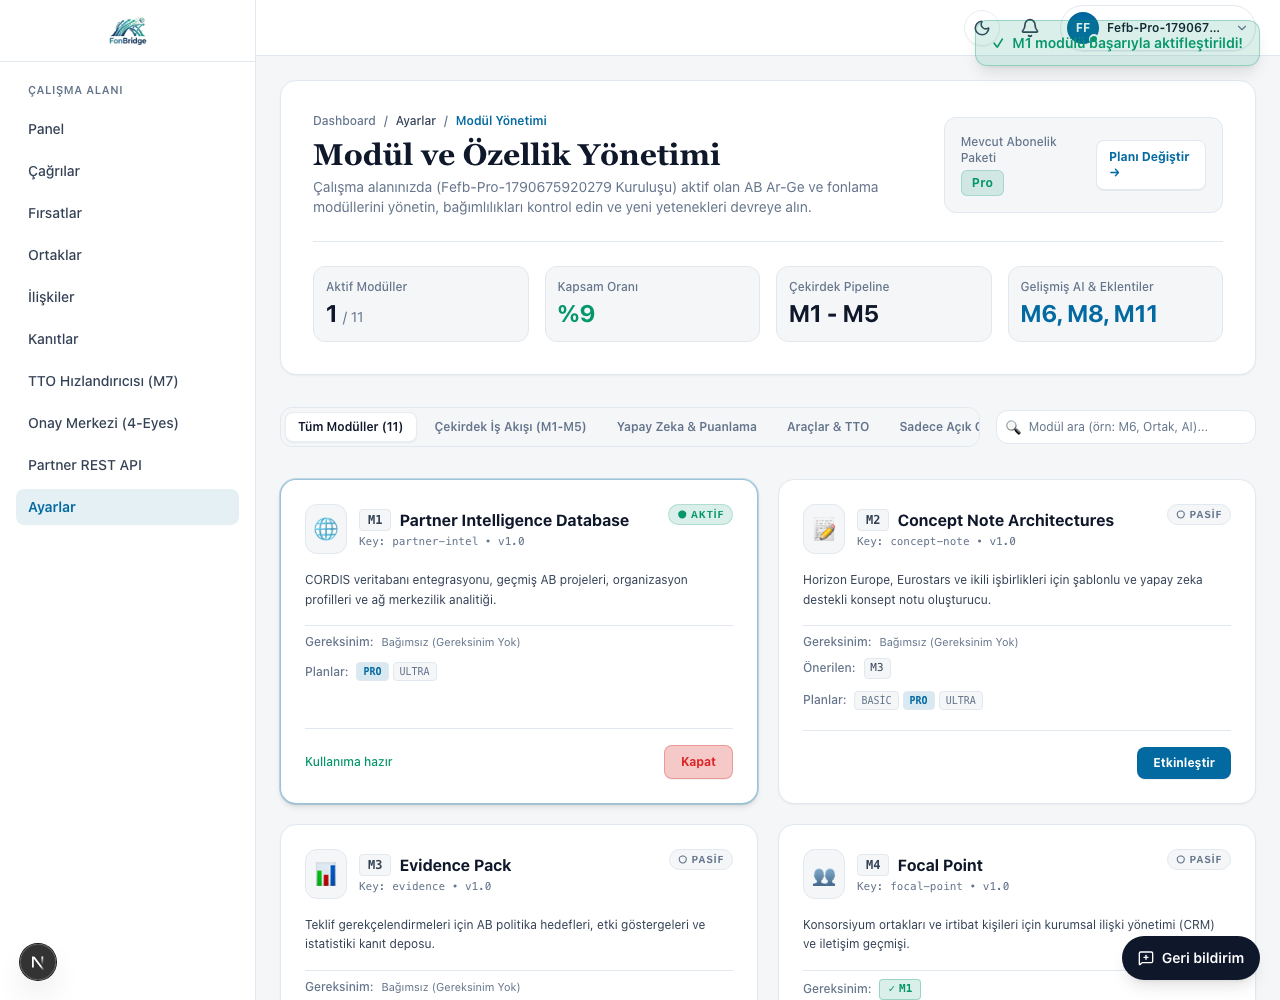 FonBridge
ÇALIŞMA ALANI
Panel
Çağrılar
Fırsatlar
Ortaklar
İlişkiler
Kanıtlar
TTO Hızlandırıcısı (M7)
Onay Merkezi (4-Eyes)
Partner REST API
Ayarlar
N
FF
Fefb-Pro-179067...
✓ M1 modülü başarıyla aktifleştirildi!
Dashboard / Ayarlar / Modül Yönetimi
Modül ve Özellik Yönetimi
Çalışma alanınızda (Fefb-Pro-1790675920279 Kuruluşu) aktif olan AB Ar-Ge ve fonlama
modüllerini yönetin, bağımlılıkları kontrol edin ve yeni yetenekleri devreye alın.
Mevcut Abonelik
Paketi
Pro
Planı Değiştir
→
Aktif Modüller
1 / 11
Kapsam Oranı
%9
Çekirdek Pipeline
M1 - M5
Gelişmiş AI & Eklentiler
M6, M8, M11
Tüm Modüller (11)
Çekirdek İş Akışı (M1-M5)
Yapay Zeka & Puanlama
Araçlar & TTO
Sadece Açık
Modül ara (örn: M6, Ortak, AI)...
M1 Partner Intelligence Database
AKTİF
Key: partner-intel • v1.0
CORDIS veritabanı entegrasyonu, geçmiş AB projeleri, organizasyon
profilleri ve ağ merkezilik analitiği.
Gereksinim: Bağımsız (Gereksinim Yok)
Planlar: PRO ULTRA
Kullanıma hazır
Kapat
M2 Concept Note Architectures
PASİF
Key: concept-note • v1.0
Horizon Europe, Eurostars ve ikili işbirlikleri için şablonlu ve yapay zeka
destekli konsept notu oluşturucu.
Gereksinim: Bağımsız (Gereksinim Yok)
Önerilen: M3
Planlar: BASİC PRO ULTRA
Etkinleştir
M3 Evidence Pack
PASİF
Key: evidence • v1.0
Teklif gerekçelendirmeleri için AB politika hedefleri, etki göstergeleri ve
istatistiki kanıt deposu.
Gereksinim: Bağımsız (Gereksinim Yok)
M4 Focal Point
PASİF
Key: focal-point • v1.0
Konsorsiyum ortakları ve irtibat kişileri için kurumsal ilişki yönetimi (CRM)
ve iletişim geçmişi.
Gereksinim: ✓ M1
Geri bildirim